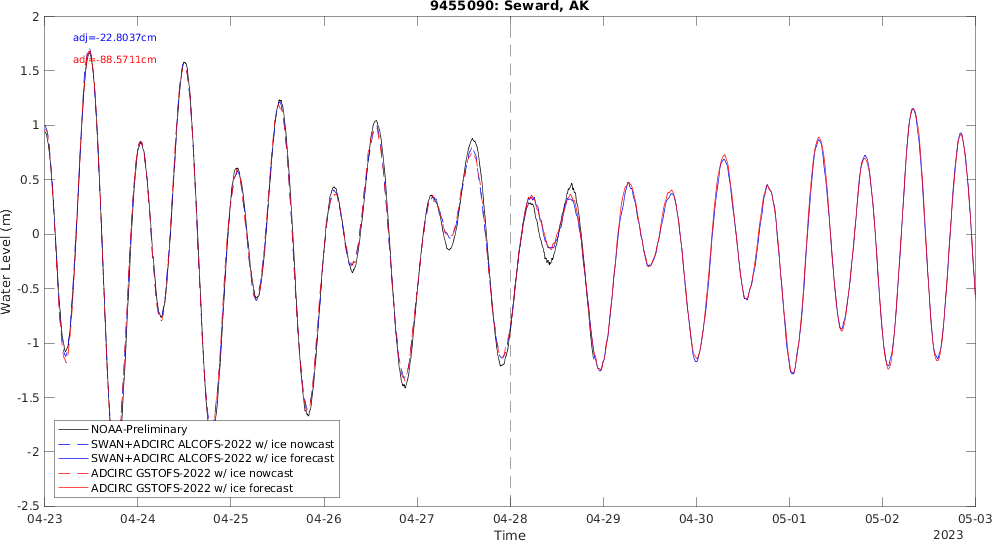 9455090: Seward, AK
adj=-22.8037cm
adj=-88.5711cm
Water Level (m)
2
1.5
1
0.5
0
-0.5
-1
-1.5
-2
-2.5
NOAA-Preliminary
SWAN+ADCIRC ALCOFS-2022 w/ ice nowcast
SWAN+ADCIRC ALCOFS-2022 w/ ice forecast
ADCIRC GSTOFS-2022 w/ ice nowcast
ADCIRC GSTOFS-2022 w/ ice forecast
04-23 04-24 04-25 04-26 04-27 04-28 04-29 04-30 05-01 05-02 05-03
Time
2023